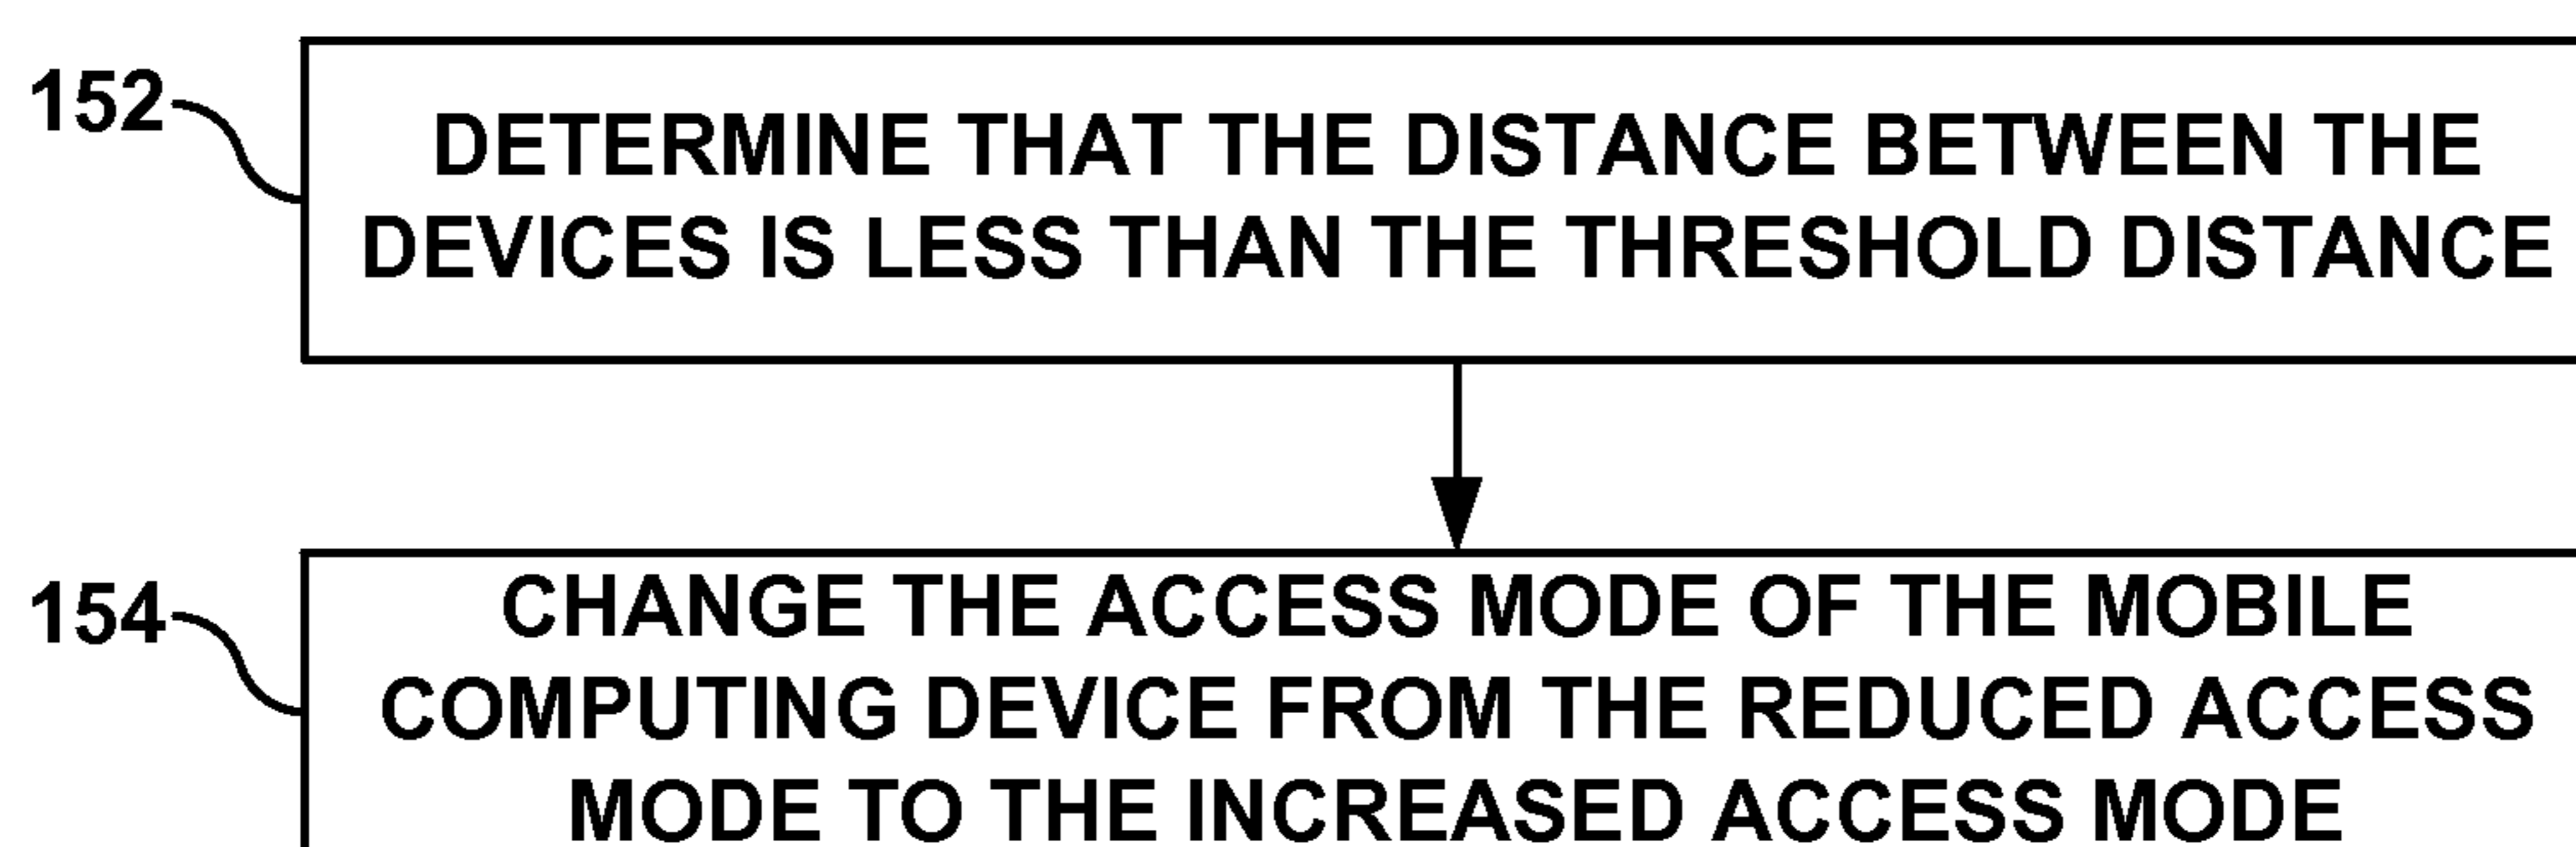 152
DETERMINE THAT THE DISTANCE BETWEEN THE
DEVICES IS LESS THAN THE THRESHOLD DISTANCE
154
CHANGE THE ACCESS MODE OF THE MOBILE
COMPUTING DEVICE FROM THE REDUCED ACCESS
MODE TO THE INCREASED ACCESS MODE